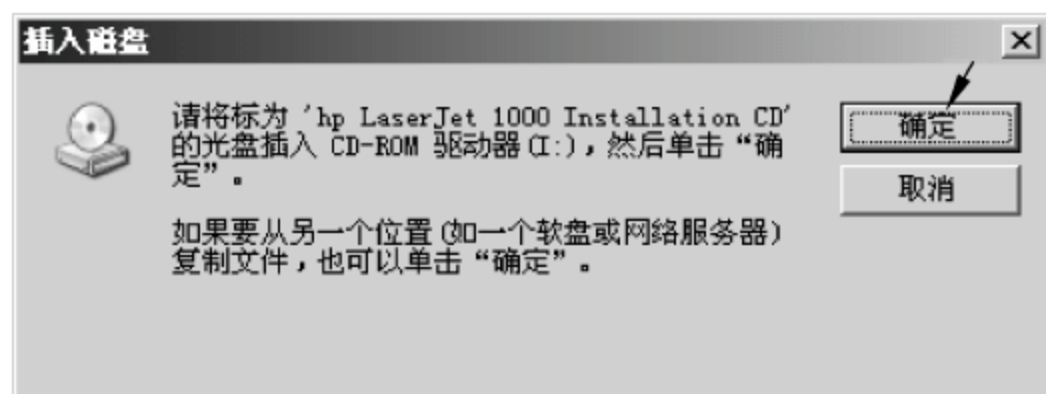 插入磁盘
请将标为 'hp LaserJet 1000 Installation CD'
的光盘插入 CD-ROM 驱动器(I:)，然后单击“确
定”。
如果要从另一个位置(如一个软盘或网络服务器)
复制文件，也可以单击“确定”。
确定
取消